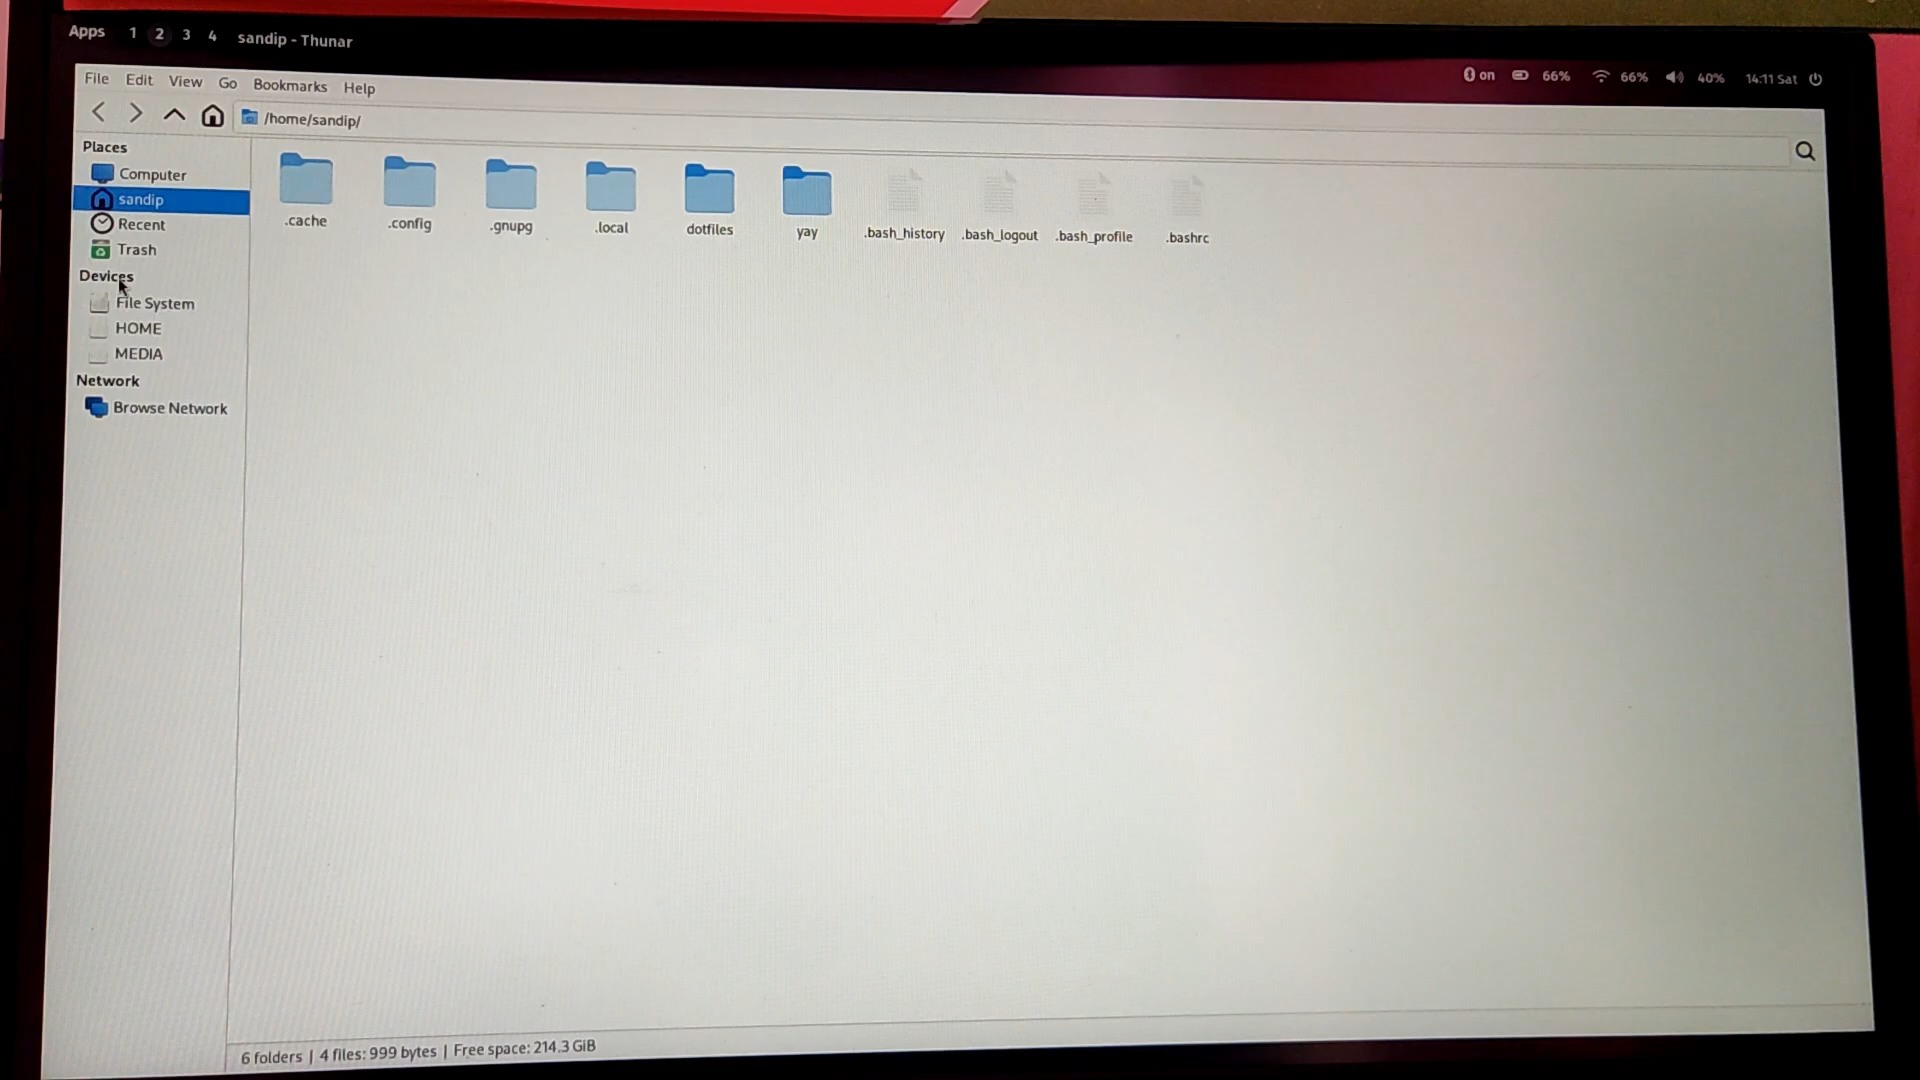 Apps 1 2 3 4 sandip - Thunar
on 66% 66% 40% 14:11 Sat
File Edit View Go Bookmarks Help
/home/sandip/
Places
Computer
sandip
Recent
Trash
Devices
File System
HOME
MEDIA
Network
Browse Network
.cache .config .gnupg .local dotfiles yay .bash_history .bash_logout .bash_profile .bashrc
6 folders | 4 files: 999 bytes | Free space: 214.3 GiB